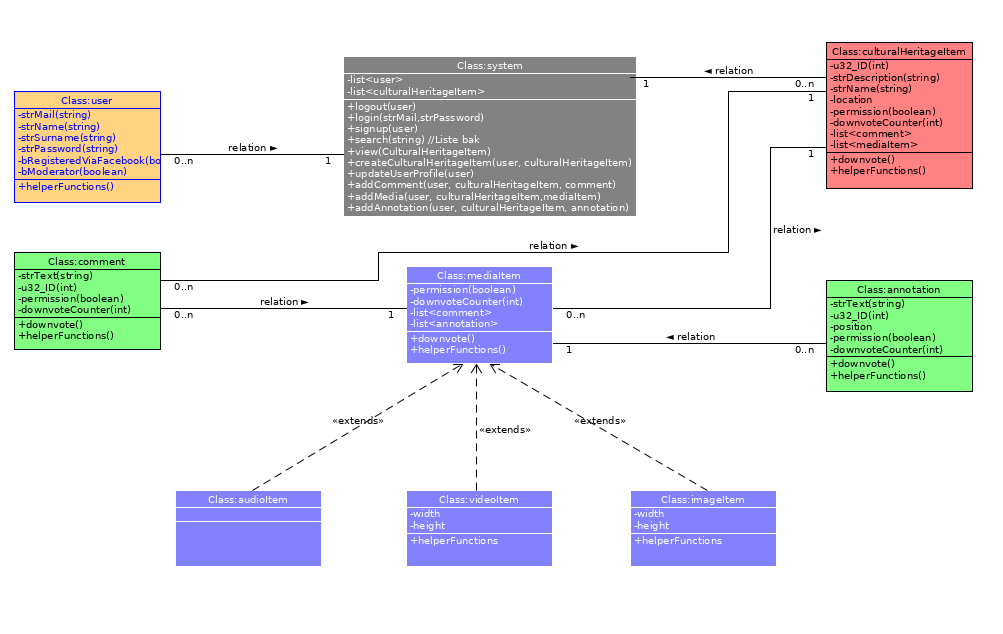 Class:user
-strMail(string)
-strName(string)
-strSurname(string)
-strPassword(string)
-bRegisteredViaFacebook(bo
-bModerator(boolean)
+helperFunctions()
relation ►
0..n
1
Class:system
-list<user>
-list<culturalHeritageItem>
+logout(user)
+login(strMail,strPassword)
+signup(user)
+search(string) //Liste bak
+view(CulturalHeritageItem)
+createCulturalHeritageItem(user, culturalHeritageItem)
+updateUserProfile(user)
+addComment(user, culturalHeritageItem, comment)
+addMedia(user, culturalHeritageItem,mediaItem)
+addAnnotation(user, culturalHeritageItem, annotation)
◄ relation
1
0..n
Class:culturalHeritageItem
-u32_ID(int)
-strDescription(string)
-strName(string)
-location
-permission(boolean)
-downvoteCounter(int)
-list<comment>
-list<mediaItem>
+downvote()
+helperFunctions()
1
1
relation ►
relation ►
Class:comment
-strText(string)
-u32_ID(int)
-permission(boolean)
-downvoteCounter(int)
+downvote()
+helperFunctions()
0..n
relation ►
0..n
1
Class:mediaItem
-permission(boolean)
-downvoteCounter(int)
-list<comment>
-list<annotation>
+downvote()
+helperFunctions()
0..n
◄ relation
1
0..n
Class:annotation
-strText(string)
-u32_ID(int)
-position
-permission(boolean)
-downvoteCounter(int)
+downvote()
+helperFunctions()
«extends»
«extends»
«extends»
Class:audioItem
Class:videoItem
-width
-height
+helperFunctions
Class:imageItem
-width
-height
+helperFunctions